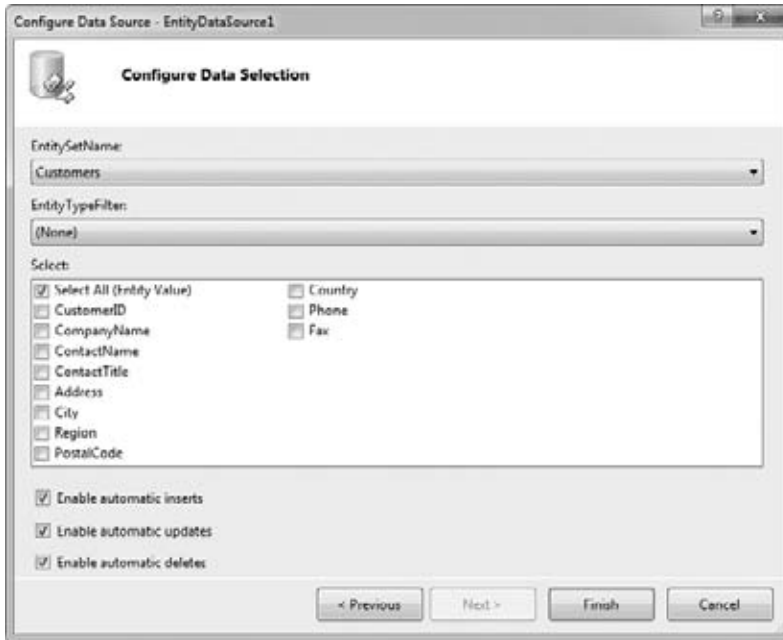 Configure Data Source - EntityDataSource1
Configure Data Selection
EntitySetName:
Customers
EntityTypeFilter:
(None)
Select:
Select All (Entity Value)
CustomerID
CompanyName
ContactName
ContactTitle
Address
City
Region
PostalCode
Country
Phone
Fax
Enable automatic inserts
Enable automatic updates
Enable automatic deletes
< Previous
Next >
Finish
Cancel